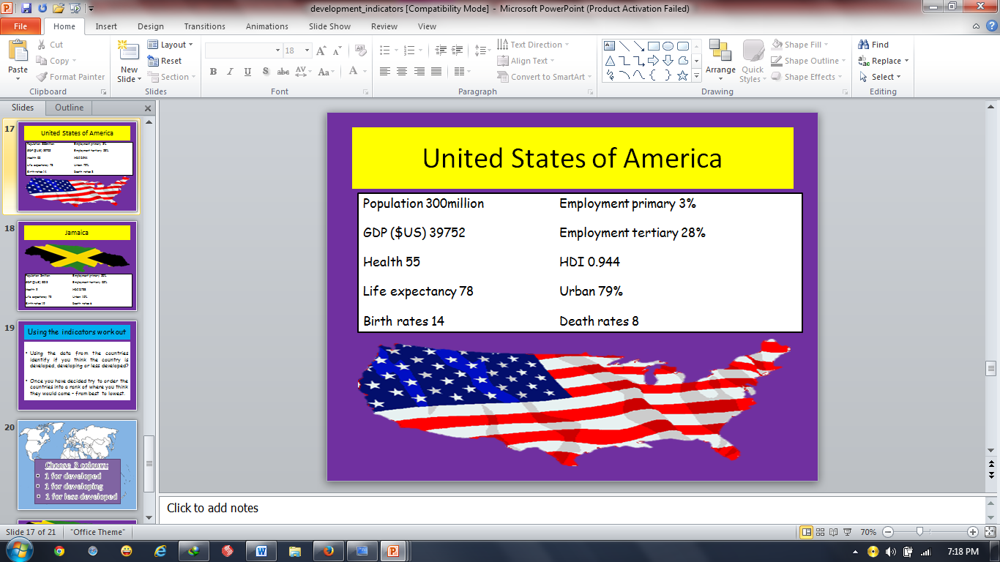 development_indicators [Compatibility Mode] - Microsoft PowerPoint (Product Activation Failed)
File Home Insert Design Transitions Animations Slide Show Review View
Cut
Copy
Format Painter
Paste
Clipboard
New Slide
Layout
Reset
Section
Slides
18
Font
Text Direction
Align Text
Convert to SmartArt
Paragraph
Arrange
Quick Styles
Shape Fill
Shape Outline
Shape Effects
Drawing
Find
Replace
Select
Editing
Slides Outline
17
United States of America
18
Jamaica
19
Using the indicators work out
• Using the data from the countries
identify if you think the country is
developed, developing or less developed?
• Once you have decided try to order the
countries into a rank of where you think
they would come – from best to lowest.
20
Choose 3 colours:
• 1 for developed
• 1 for developing
• 1 for less developed
United States of America
Population 300million Employment primary 3%
GDP ($US) 39752 Employment tertiary 28%
Health 55 HDI 0.944
Life expectancy 78 Urban 79%
Birth rates 14 Death rates 8
Click to add notes
Slide 17 of 21 "Office Theme" 70%
7:18 PM